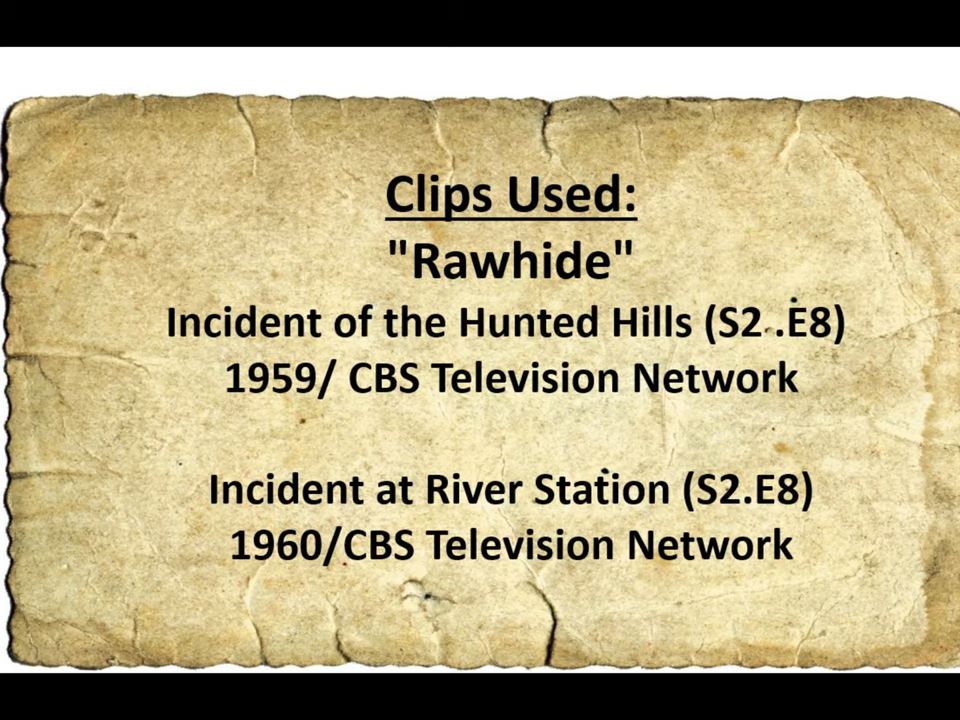 Clips Used:
"Rawhide"
Incident of the Hunted Hills (S2 .E8)
1959/ CBS Television Network
Incident at River Station (S2.E8)
1960/CBS Television Network